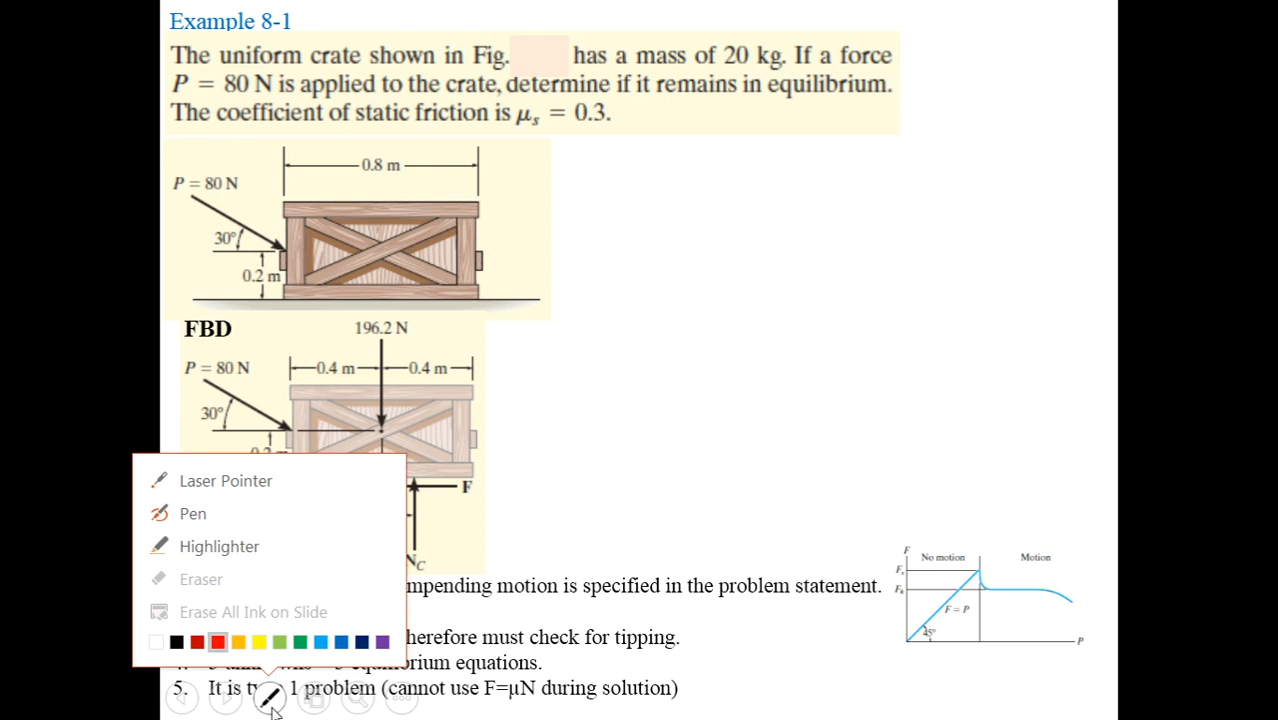 Example 8-1
The uniform crate shown in Fig. has a mass of 20 kg. If a force
P = 80 N is applied to the crate, determine if it remains in equilibrium.
The coefficient of static friction is μs = 0.3.
0.8 m
P = 80 N
30°
0.2 m
FBD
196.2 N
P = 80 N
0.4 m
0.4 m
30°
F
NC
Laser Pointer
Pen
Highlighter
Eraser
Erase All Ink on Slide
mpending motion is specified in the problem statement.
herefore must check for tipping.
equations.
5. It is 1 problem (cannot use F=μN during solution)
F
No motion
Motion
Fs
Fk
F = P
45°
P